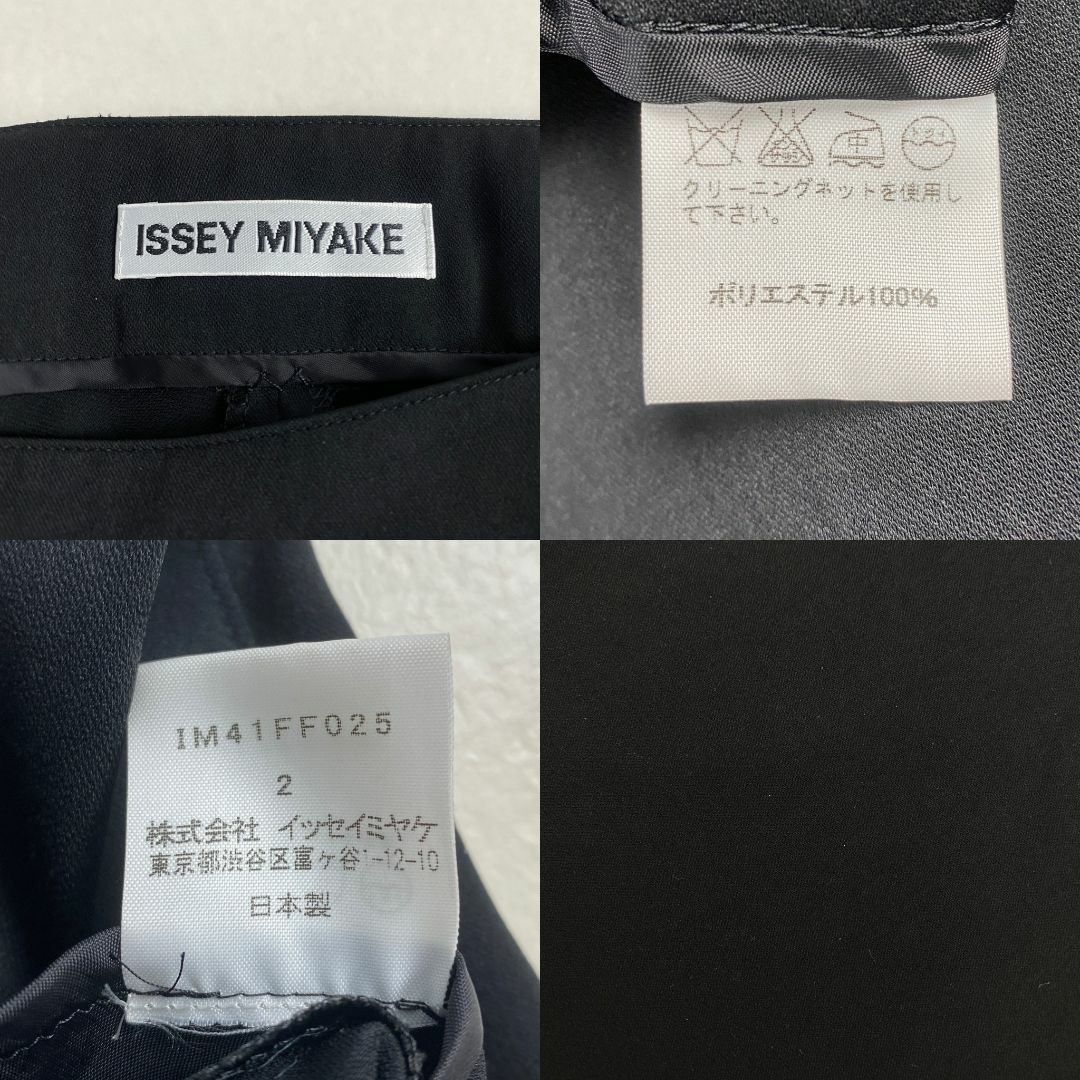 ISSEY MIYAKE
中
クリーニングネットを使用し
て下さい。
ポリエステル100%
IM41FF025
2
株式会社 イッセイミヤケ
東京都渋谷区富ヶ谷1-12-10
日本製